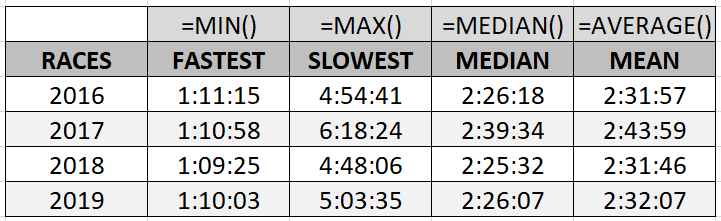 =MIN() =MAX() =MEDIAN() =AVERAGE()
RACES FASTEST SLOWEST MEDIAN MEAN
2016 1:11:15 4:54:41 2:26:18 2:31:57
2017 1:10:58 6:18:24 2:39:34 2:43:59
2018 1:09:25 4:48:06 2:25:32 2:31:46
2019 1:10:03 5:03:35 2:26:07 2:32:07